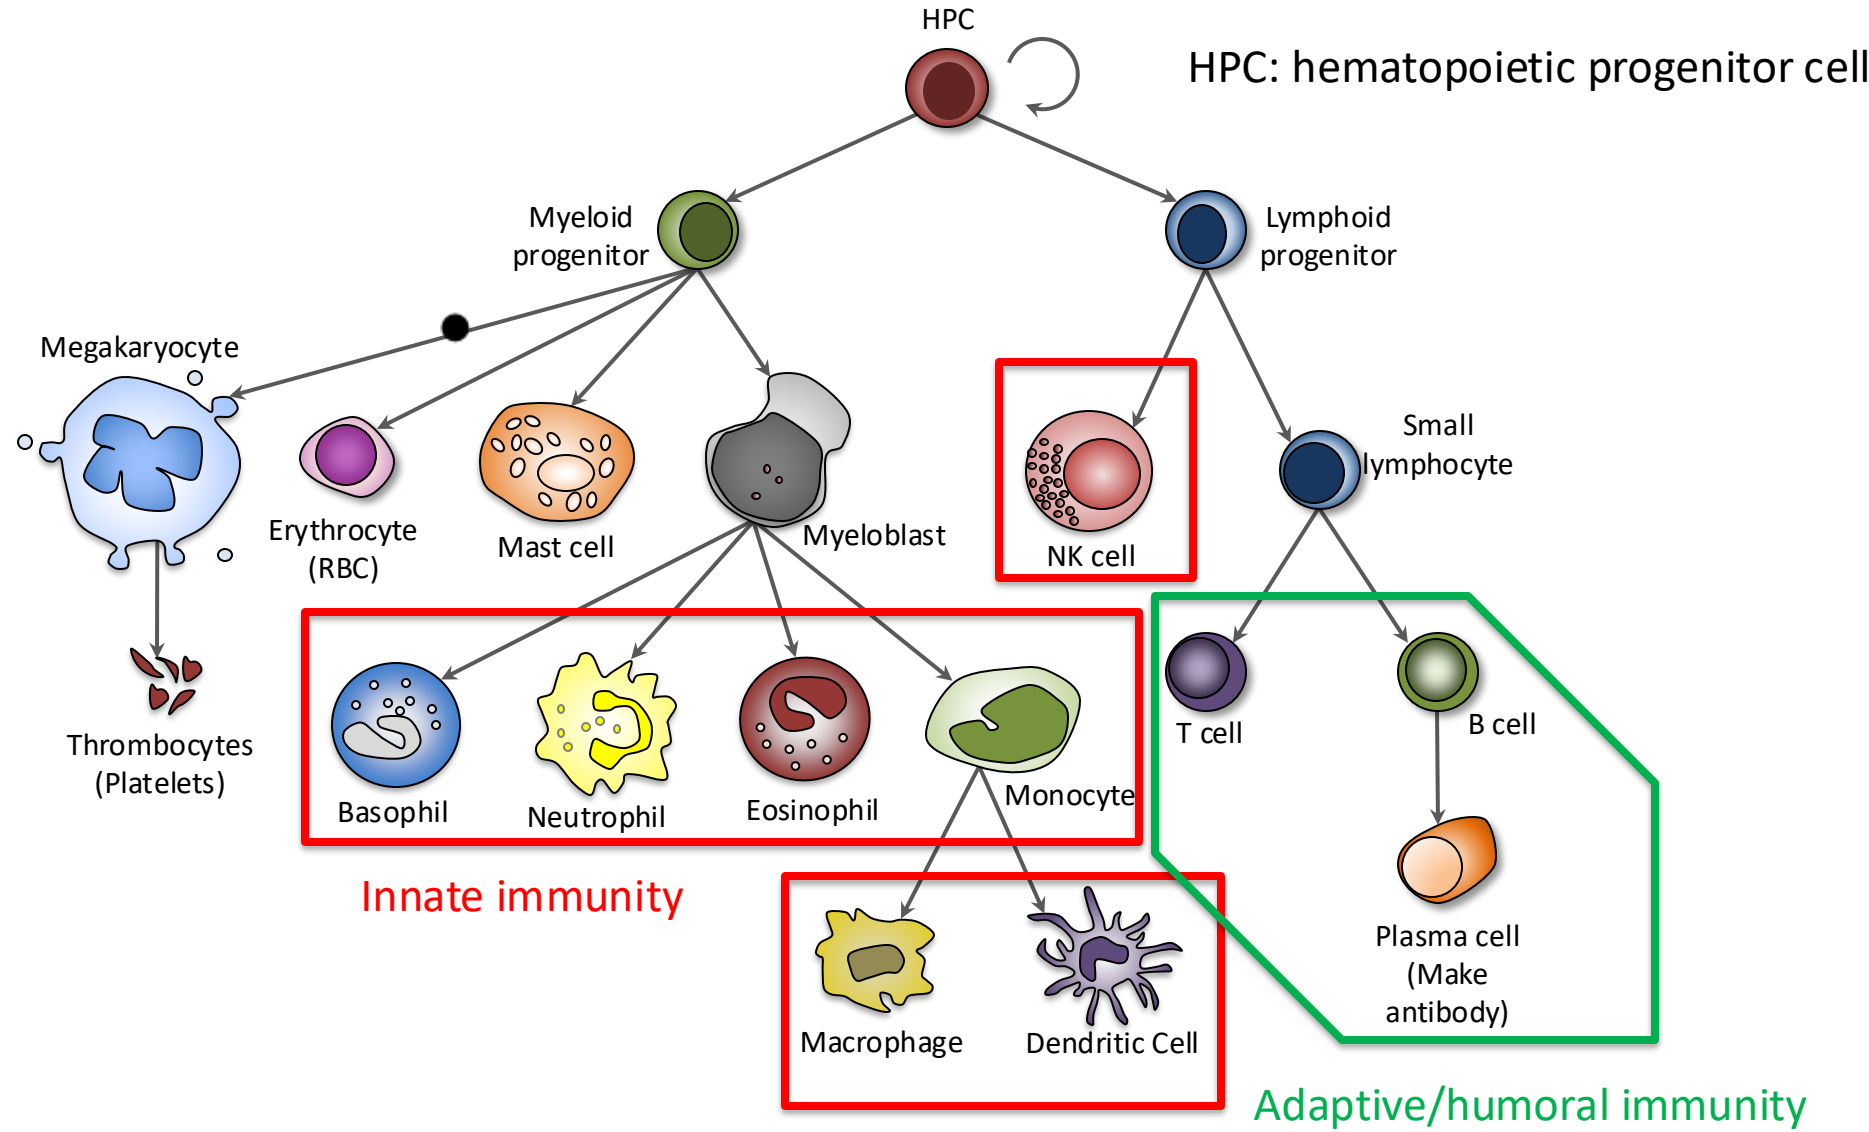 HPC
HPC: hematopoietic progenitor cell
Myeloid
progenitor
Lymphoid
progenitor
Megakaryocyte
Erythrocyte
(RBC)
Mast cell
Myeloblast
NK cell
Small
lymphocyte
Thrombocytes
(Platelets)
Basophil
Neutrophil
Eosinophil
Monocyte
T cell
B cell
Innate immunity
Macrophage
Dendritic Cell
Plasma cell
(Make
antibody)
Adaptive/humoral immunity